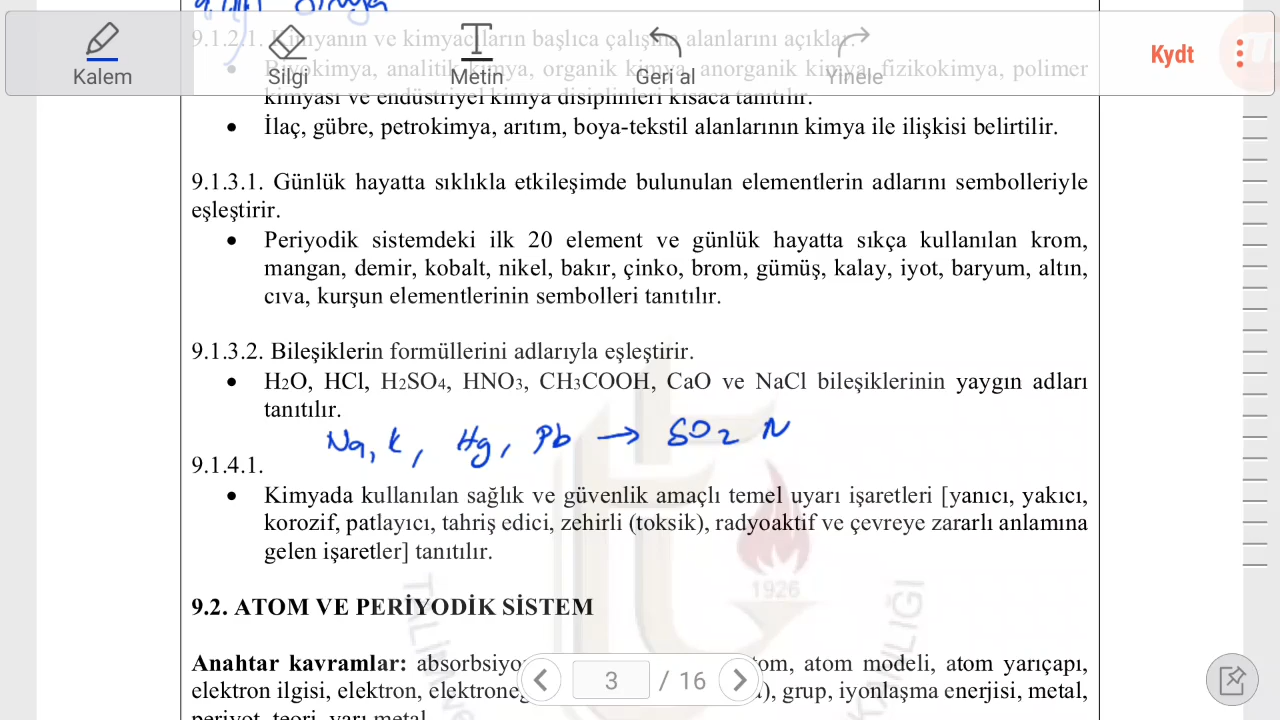 9.1.2.1. Kimyanın ve kimyacıların başlıca çalışma alanlarını açıklar.
Kalem
Silgi
Metin
Geri al
Yinele
Kydt
• Biyokimya, analitik kimya, organik kimya, anorganik kimya, fizikokimya, polimer
kimyası ve endüstriyel kimya disiplinleri kısaca tanıtılır.
• İlaç, gübre, petrokimya, arıtım, boya-tekstil alanlarının kimya ile ilişkisi belirtilir.
9.1.3.1. Günlük hayatta sıklıkla etkileşimde bulunulan elementlerin adlarını sembolleriyle
eşleştirir.
• Periyodik sistemdeki ilk 20 element ve günlük hayatta sıkça kullanılan krom,
mangan, demir, kobalt, nikel, bakır, çinko, brom, gümüş, kalay, iyot, baryum, altın,
cıva, kurşun elementlerinin sembolleri tanıtılır.
9.1.3.2. Bileşiklerin formüllerini adlarıyla eşleştirir.
• H2O, HCl, H2SO4, HNO3, CH3COOH, CaO ve NaCl bileşiklerinin yaygın adları
tanıtılır.
Na, K, Hg, Pb → SO2 N
9.1.4.1.
• Kimyada kullanılan sağlık ve güvenlik amaçlı temel uyarı işaretleri [yanıcı, yakıcı,
korozif, patlayıcı, tahriş edici, zehirli (toksik), radyoaktif ve çevreye zararlı anlamına
gelen işaretler] tanıtılır.
1926
9.2. ATOM VE PERİYODİK SİSTEM
Anahtar kavramlar: atom modeli, atom yarıçapı,
elektron ilgisi, elektron, grup, iyonlaşma enerjisi, metal,
periyot, teori, yarı metal
3 / 16